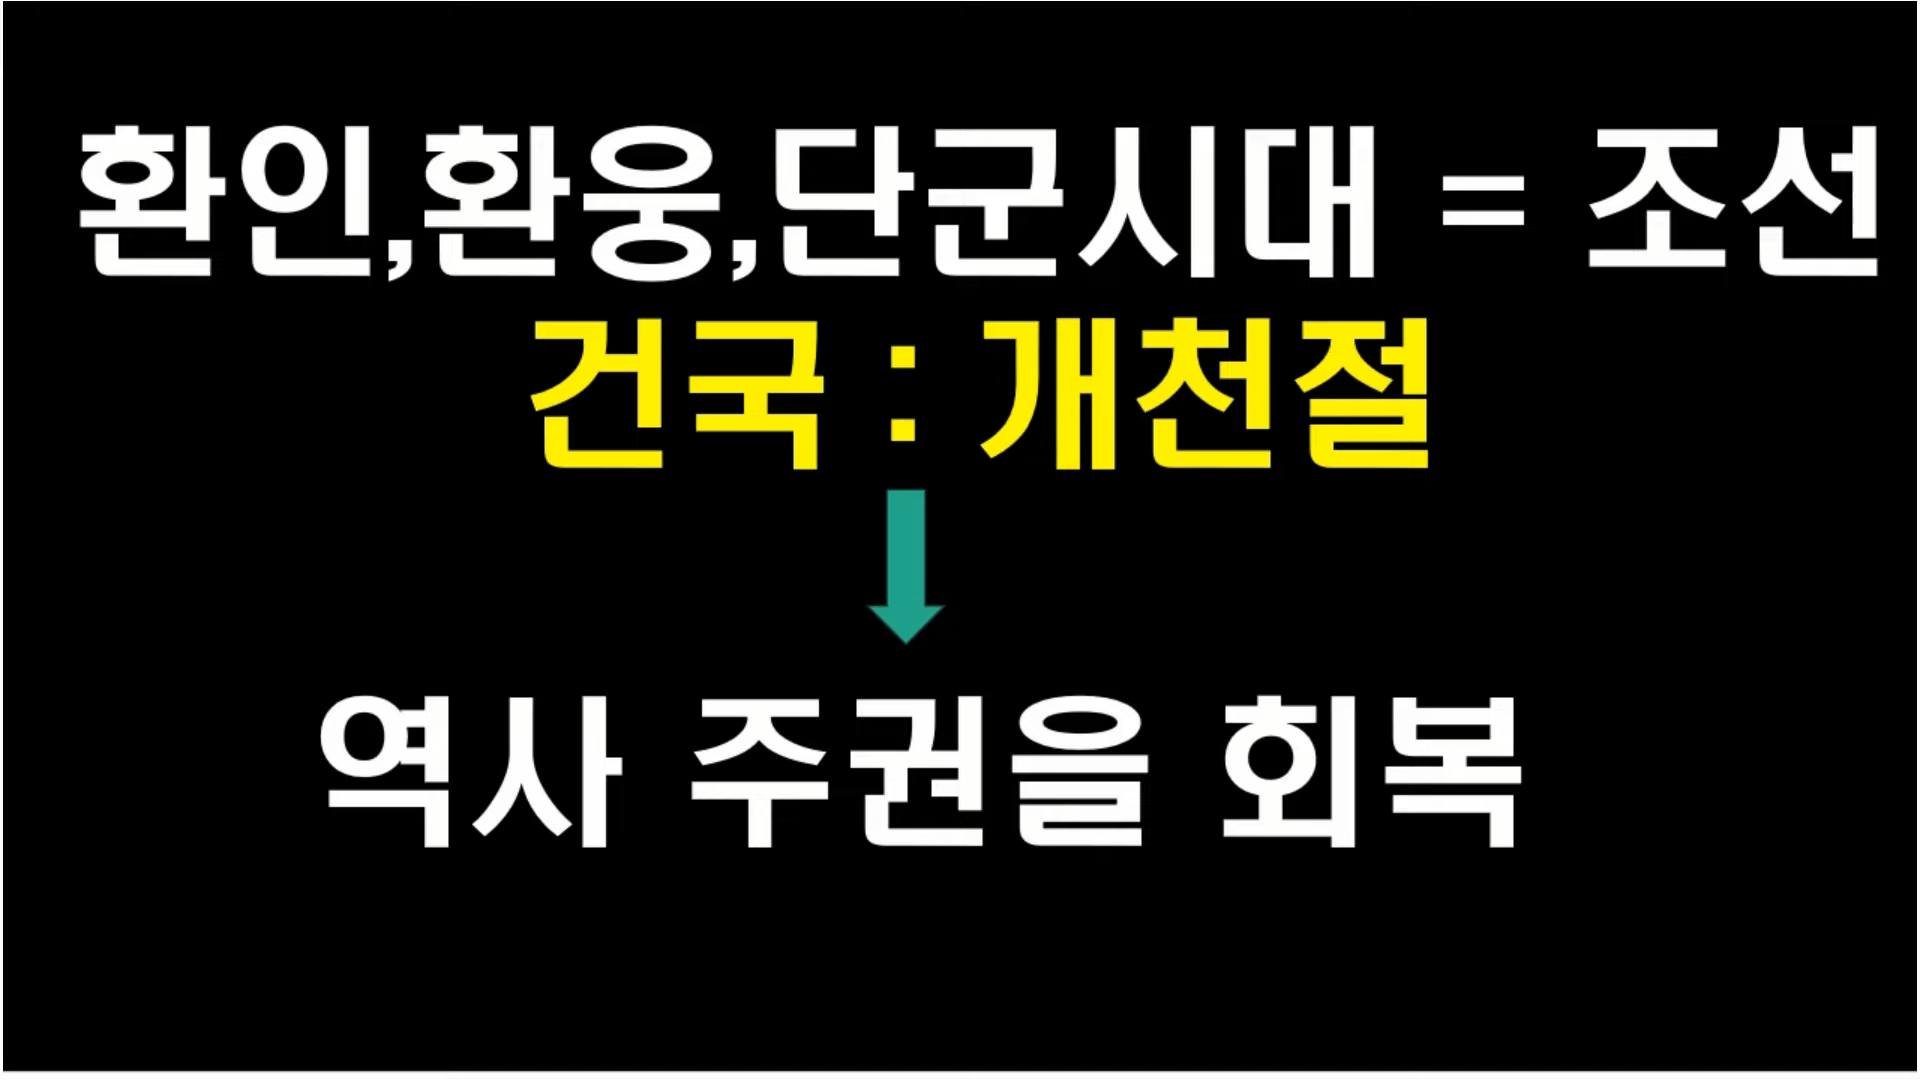 환인,환웅,단군시대 = 조선
건국 : 개천절
역사 주권을 회복